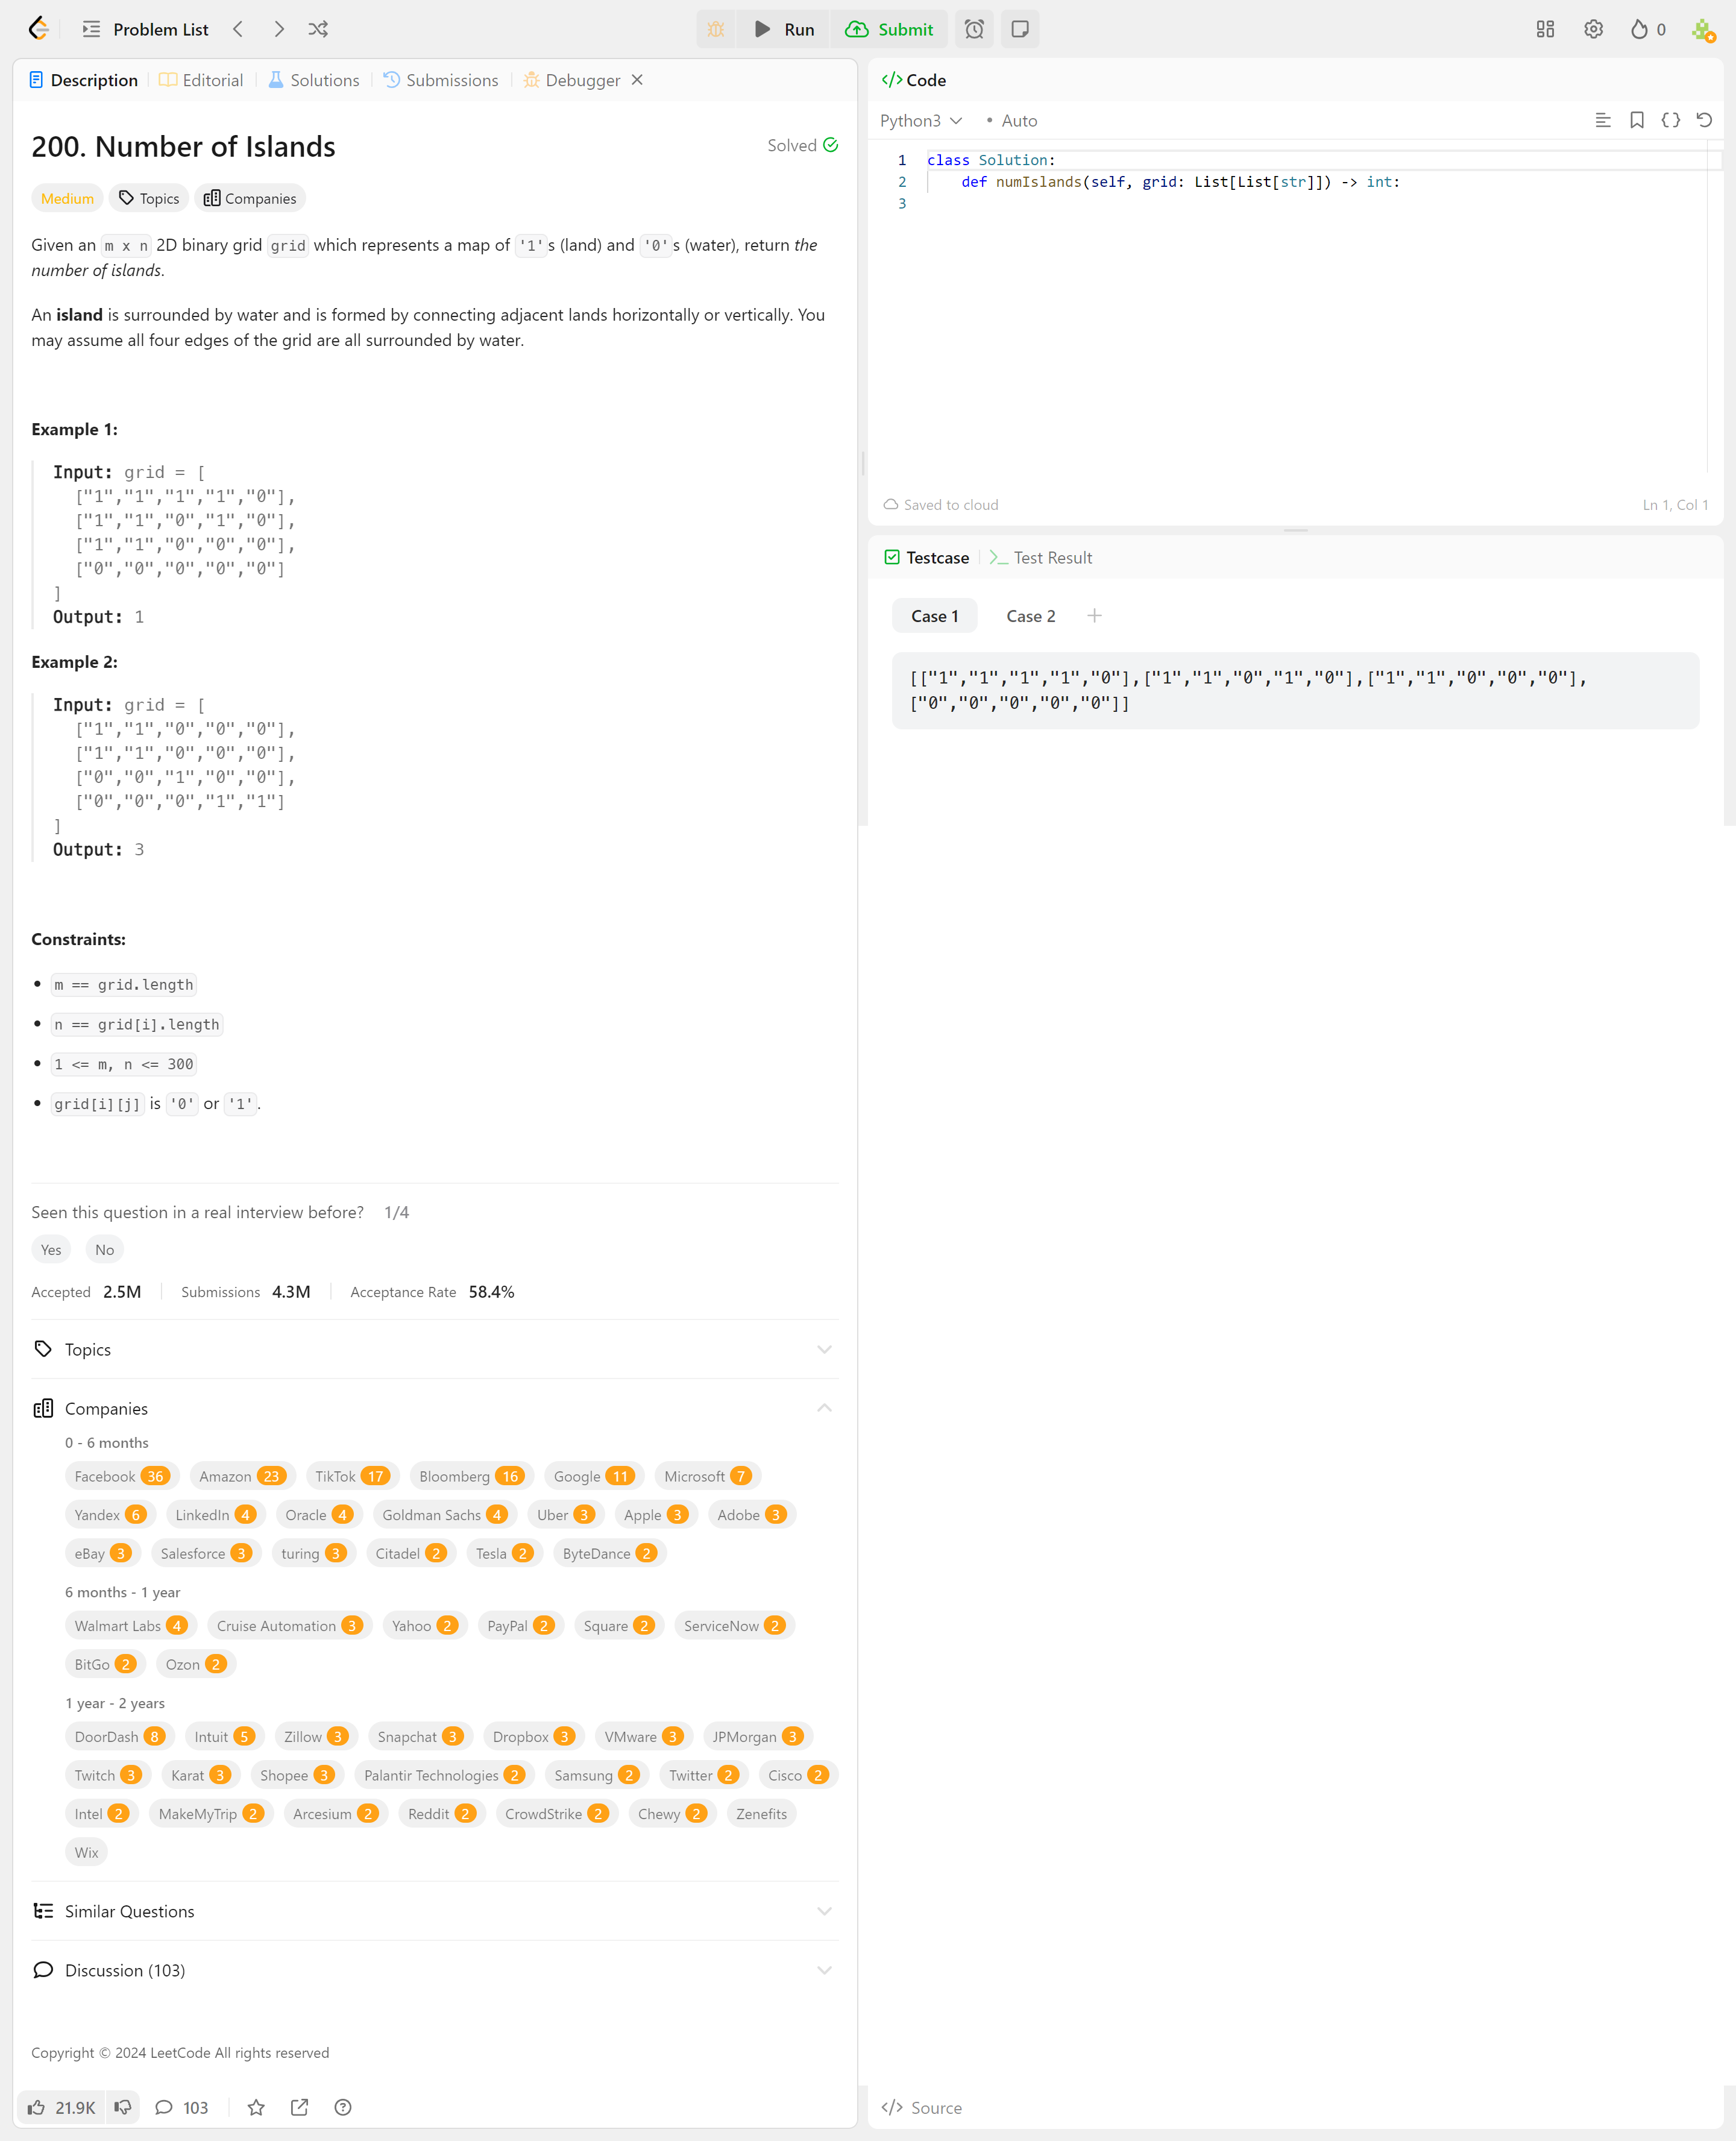 Problem List
Run
Submit
0
Description
Editorial
Solutions
Submissions
Debugger
200. Number of Islands
Solved
Medium
Topics
Companies
Given an m x n 2D binary grid grid which represents a map of '1's (land) and '0's (water), return the
number of islands.
An island is surrounded by water and is formed by connecting adjacent lands horizontally or vertically. You
may assume all four edges of the grid are all surrounded by water.
Example 1:
Input: grid = [
["1","1","1","1","0"],
["1","1","0","1","0"],
["1","1","0","0","0"],
["0","0","0","0","0"]
]
Output: 1
Example 2:
Input: grid = [
["1","1","0","0","0"],
["1","1","0","0","0"],
["0","0","1","0","0"],
["0","0","0","1","1"]
]
Output: 3
Constraints:
• m == grid.length
• n == grid[i].length
• 1 <= m, n <= 300
• grid[i][j] is '0' or '1'.
Seen this question in a real interview before? 1/4
Yes No
Accepted 2.5M Submissions 4.3M Acceptance Rate 58.4%
Topics
Companies
0 - 6 months
Facebook 36 Amazon 23 TikTok 17 Bloomberg 16 Google 11 Microsoft 7
Yandex 6 LinkedIn 4 Oracle 4 Goldman Sachs 4 Uber 3 Apple 3 Adobe 3
eBay 3 Salesforce 3 turing 3 Citadel 2 Tesla 2 ByteDance 2
6 months - 1 year
Walmart Labs 4 Cruise Automation 3 Yahoo 2 PayPal 2 Square 2 ServiceNow 2
BitGo 2 Ozon 2
1 year - 2 years
DoorDash 8 Intuit 5 Zillow 3 Snapchat 3 Dropbox 3 VMware 3 JPMorgan 3
Twitch 3 Karat 3 Shopee 3 Palantir Technologies 2 Samsung 2 Twitter 2 Cisco 2
Intel 2 MakeMyTrip 2 Arcesium 2 Reddit 2 CrowdStrike 2 Chewy 2 Zenefits
Wix
Similar Questions
Discussion (103)
Copyright © 2024 LeetCode All rights reserved
21.9K 103
</> Code
Python3 • Auto
1 class Solution:
2 def numIslands(self, grid: List[List[str]]) -> int:
3
Saved to cloud
Ln 1, Col 1
Testcase
Test Result
Case 1 Case 2 +
[["1","1","1","1","0"],["1","1","0","1","0"],["1","1","0","0","0"],
["0","0","0","0","0"]]
</> Source